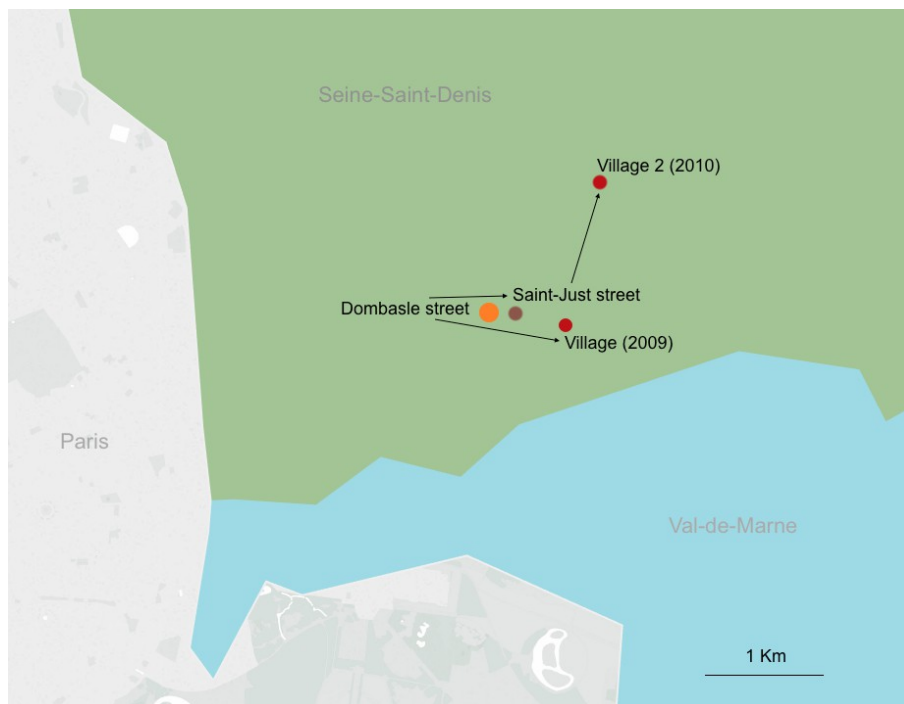 Seine-Saint-Denis
Village 2 (2010)
Saint-Just street
Dombasle street
Village (2009)
Paris
Val-de-Marne
1 Km